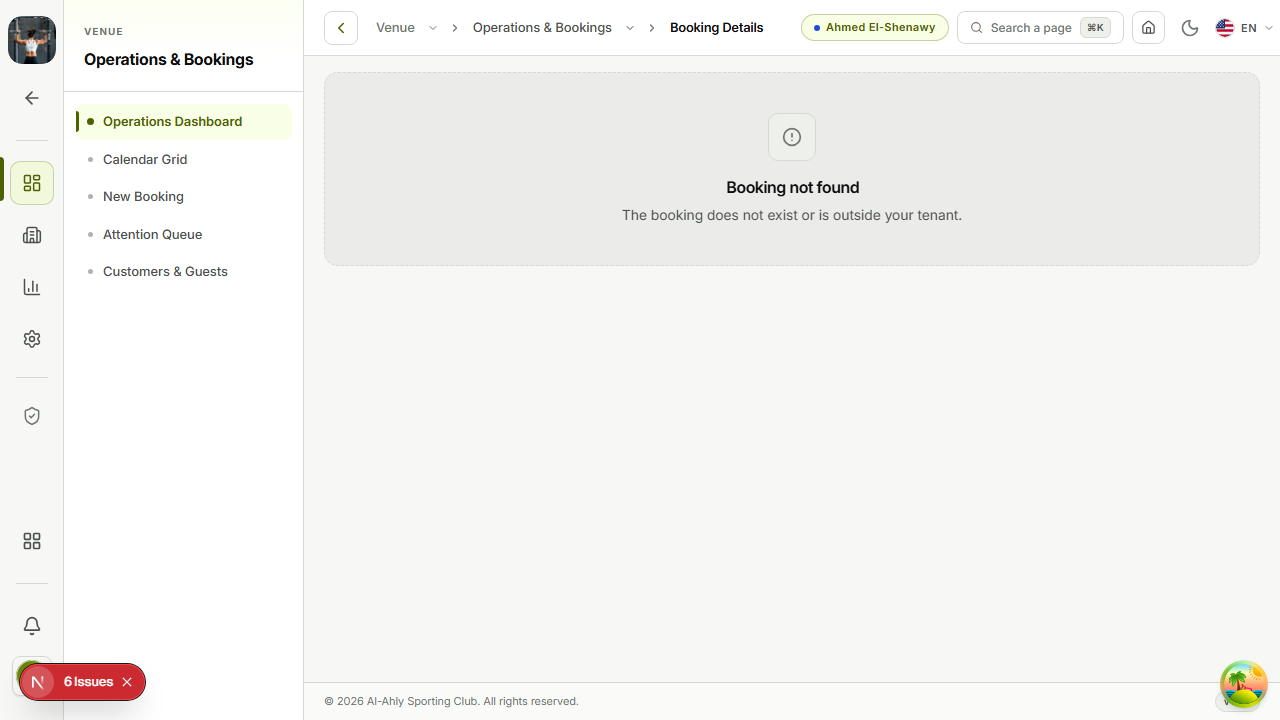 VENUE
Operations & Bookings
Operations Dashboard
Calendar Grid
New Booking
Attention Queue
Customers & Guests
Venue
Operations & Bookings
Booking Details
Ahmed El-Shenawy
Search a page
⌘K
EN
Booking not found
The booking does not exist or is outside your tenant.
6 Issues
© 2026 Al-Ahly Sporting Club. All rights reserved.